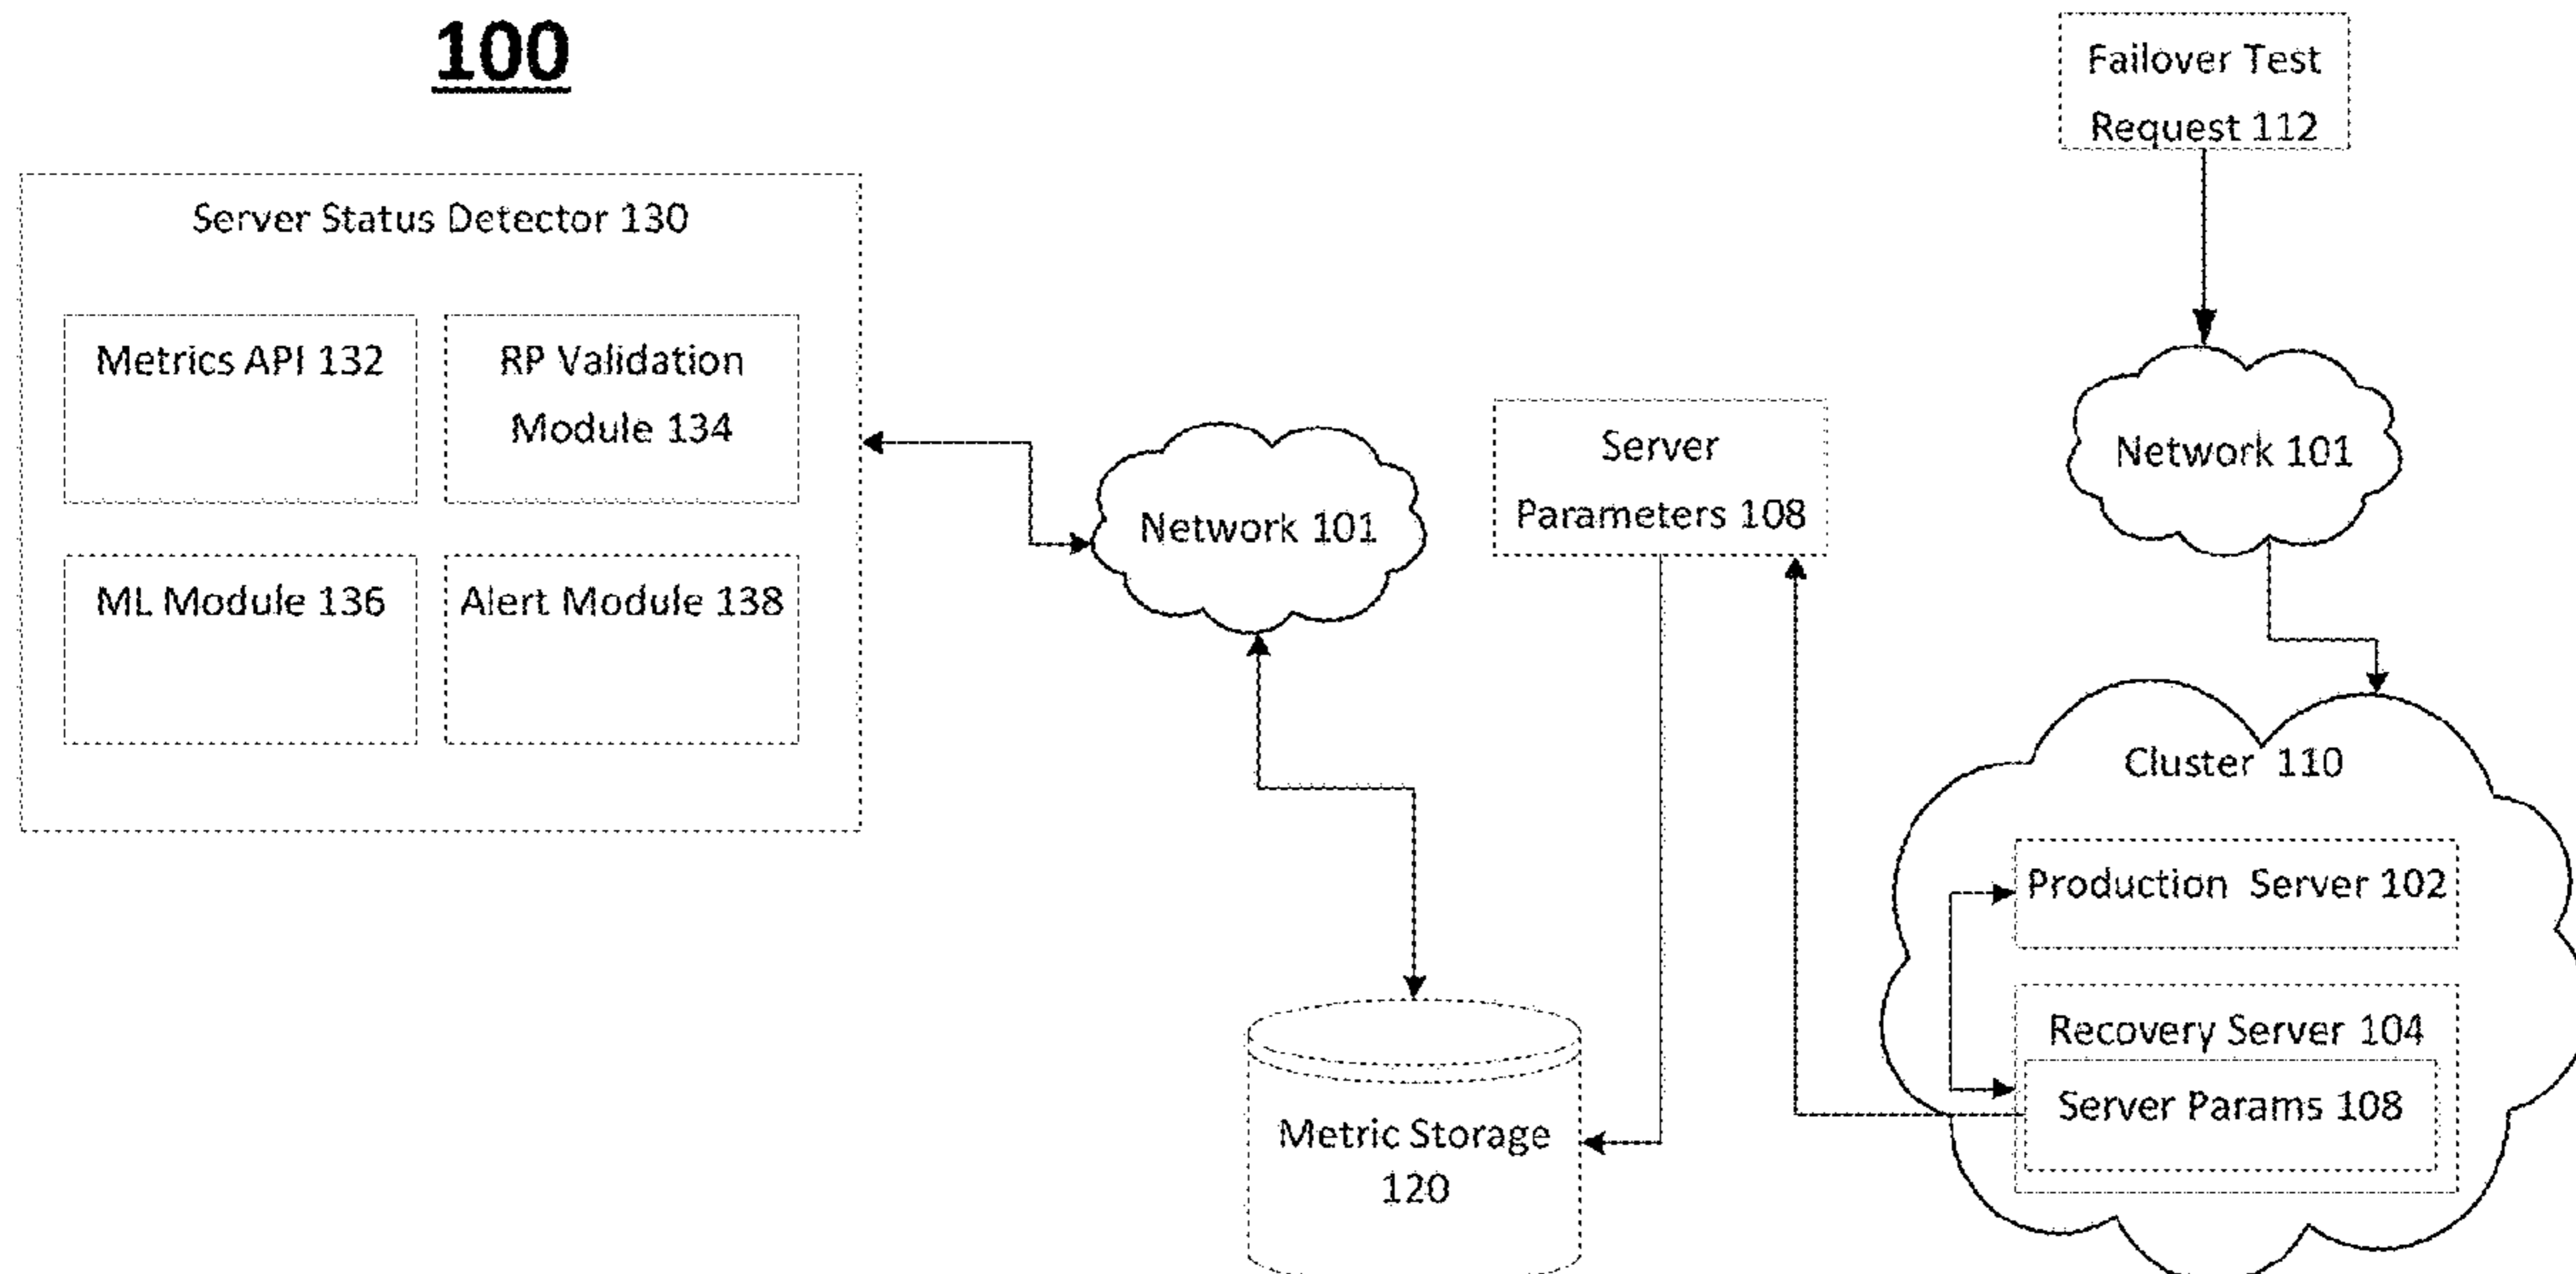 100
Failover Test
Request 112
Server Status Detector 130
Metrics API 132
RP Validation
Module 134
ML Module 136
Alert Module 138
Network 101
Server
Parameters 108
Network 101
Cluster 110
Production Server 102
Recovery Server 104
Server Params 108
Metric Storage
120